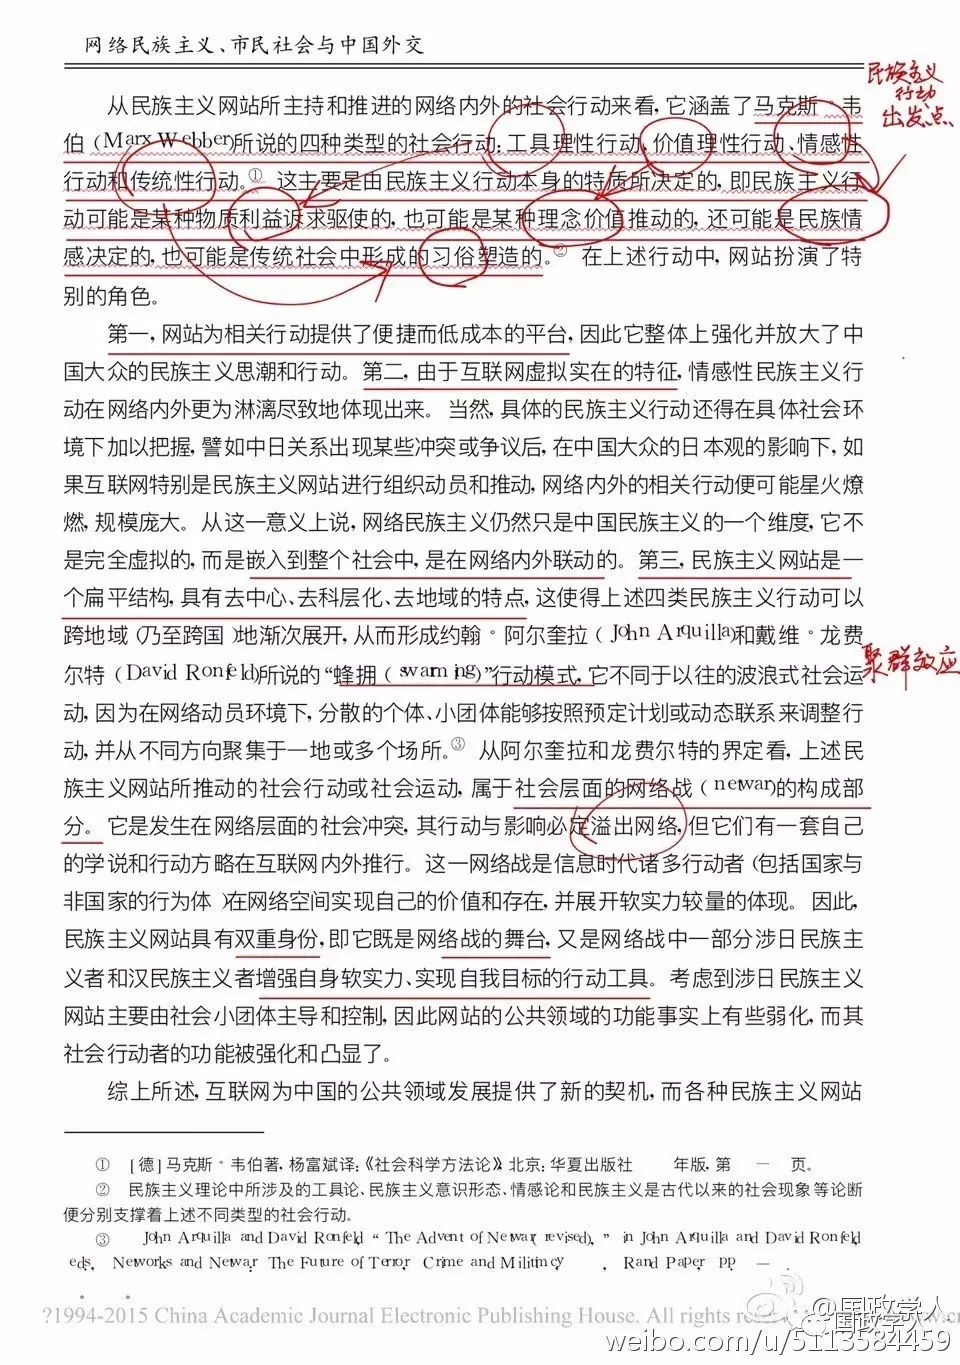 网络民族主义、市民社会与中国外交
民族主义
行动
出发点
从民族主义网站所主持和推进的网络内外的社会行动来看，它涵盖了马克斯·韦
伯（Marx Webber)所说的四种类型的社会行动：工具理性行动、价值理性行动、情感性
行动和传统性行动。① 这主要是由民族主义行动本身的特质所决定的，即民族主义行
动可能是某种物质利益诉求驱使的，也可能是某种理念价值推动的，还可能是民族情
感决定的，也可能是传统社会中形成的习俗塑造的。② 在上述行动中，网站扮演了特
别的角色。
第一，网站为相关行动提供了便捷而低成本的平台，因此它整体上强化并放大了中
国大众的民族主义思潮和行动。第二，由于互联网虚拟实在的特征，情感性民族主义行
动在网络内外更为淋漓尽致地体现出来。当然，具体的民族主义行动还得在具体社会环
境下加以把握，譬如中日关系出现某些冲突或争议后，在中国大众的日本观的影响下，如
果互联网特别是民族主义网站进行组织动员和推动，网络内外的相关行动便可能星火燎
燃，规模庞大。从这一意义上说，网络民族主义仍然只是中国民族主义的一个维度，它不
是完全虚拟的，而是嵌入到整个社会中，是在网络内外联动的。第三，民族主义网站是一
个扁平结构，具有去中心、去科层化、去地域的特点，这使得上述四类民族主义行动可以
跨地域（乃至跨国）地渐次展开，从而形成约翰·阿尔奎拉（John Arquilla)和戴维·龙费
尔特（David Ronfeld)所说的“蜂拥（swarming）”行动模式，它不同于以往的波浪式社会运
聚群效应
动，因为在网络动员环境下，分散的个体、小团体能够按照预定计划或动态联系来调整行
动，并从不同方向聚集于一地或多个场所。③ 从阿尔奎拉和龙费尔特的界定看，上述民
族主义网站所推动的社会行动或社会运动，属于社会层面的网络战（netwar)的构成部
分。它是发生在网络层面的社会冲突，其行动与影响必定溢出网络，但它们有一套自己
的学说和行动方略在互联网内外推行。这一网络战是信息时代诸多行动者（包括国家与
非国家的行为体）在网络空间实现自己的价值和存在，并展开软实力较量的体现。因此，
民族主义网站具有双重身份，即它既是网络战的舞台，又是网络战中一部分涉日民族主
义者和汉民族主义者增强自身软实力、实现自我目标的行动工具。考虑到涉日民族主义
网站主要由社会小团体主导和控制，因此网站的公共领域的功能事实上有些弱化，而其
社会行动者的功能被强化和凸显了。
综上所述，互联网为中国的公共领域发展提供了新的契机，而各种民族主义网站
① [德]马克斯·韦伯著，杨富斌译：《社会科学方法论》，北京：华夏出版社 年版，第 — 页。
② 民族主义理论中所涉及的工具论、民族主义意识形态、情感论和民族主义是古代以来的社会现象等论断
便分别支撑着上述不同类型的社会行动。
③ John Arquilla and David Ronfeld, “The Advent of Netwar (revised), ” in John Arquilla and David Ronfeld,
eds., Networks and Netwar: The Future of Terror, Crime and Military , Rand Paper, pp. —
?1994-2015 China Academic Journal Electronic Publishing House. All rights
@国政学人
weibo.com/u/5113584459